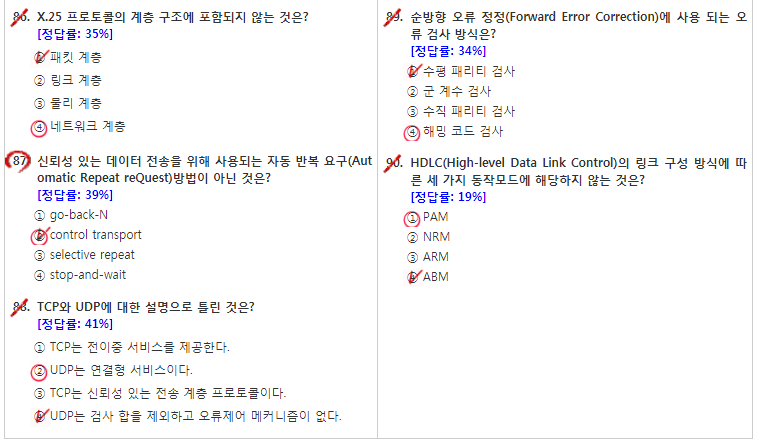 86. X.25 프로토콜의 계층 구조에 포함되지 않는 것은?
[정답률: 35%]
① 패킷 계층
② 링크 계층
③ 물리 계층
④ 네트워크 계층
87. 신뢰성 있는 데이터 전송을 위해 사용되는 자동 반복 요구(Aut
omatic Repeat reQuest)방법이 아닌 것은?
[정답률: 39%]
① go-back-N
② control transport
③ selective repeat
④ stop-and-wait
88. TCP와 UDP에 대한 설명으로 틀린 것은?
[정답률: 41%]
① TCP는 전이중 서비스를 제공한다.
② UDP는 연결형 서비스이다.
③ TCP는 신뢰성 있는 전송 계층 프로토콜이다.
④ UDP는 검사 합을 제외하고 오류제어 메커니즘이 없다.
89. 순방향 오류 정정(Forward Error Correction)에 사용 되는 오
류 검사 방식은?
[정답률: 34%]
① 수평 패리티 검사
② 군 계수 검사
③ 수직 패리티 검사
④ 해밍 코드 검사
90. HDLC(High-level Data Link Control)의 링크 구성 방식에 따
른 세 가지 동작모드에 해당하지 않는 것은?
[정답률: 19%]
① PAM
② NRM
③ ARM
④ ABM